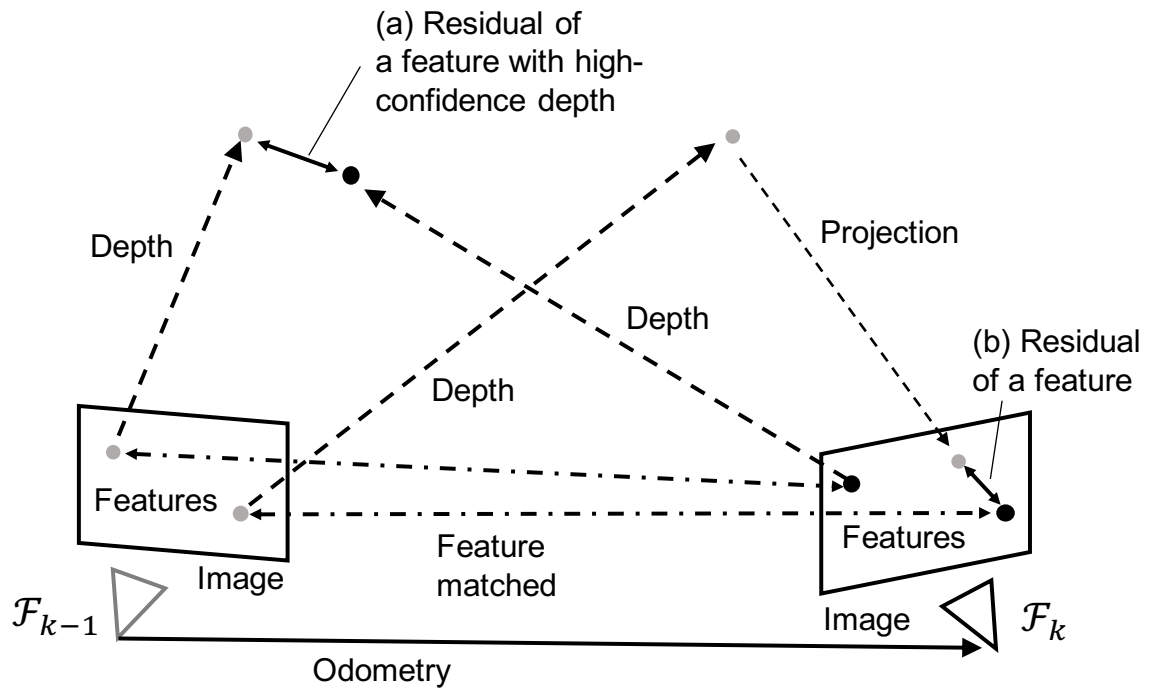 (a) Residual of
a feature with high-
confidence depth
Depth
Projection
Depth
Depth
(b) Residual
of a feature
Features
Features
Feature
matched
Image
Image
ℱₖ₋₁
ℱₖ
Odometry